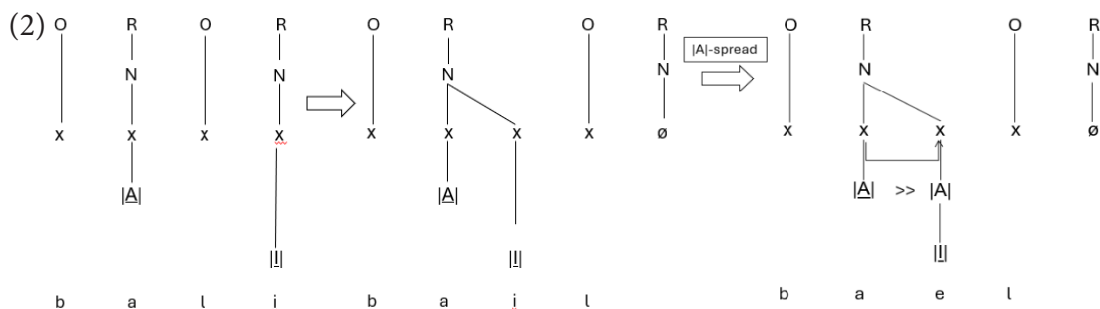 (2) O R O R O R O R O R O R
N N N N |A|-spread N N
x x x x x x x x ø x x x x ø
|A| |A| |A| >> |A|
|I| |I| |I|
b a l i b a i l b a e l